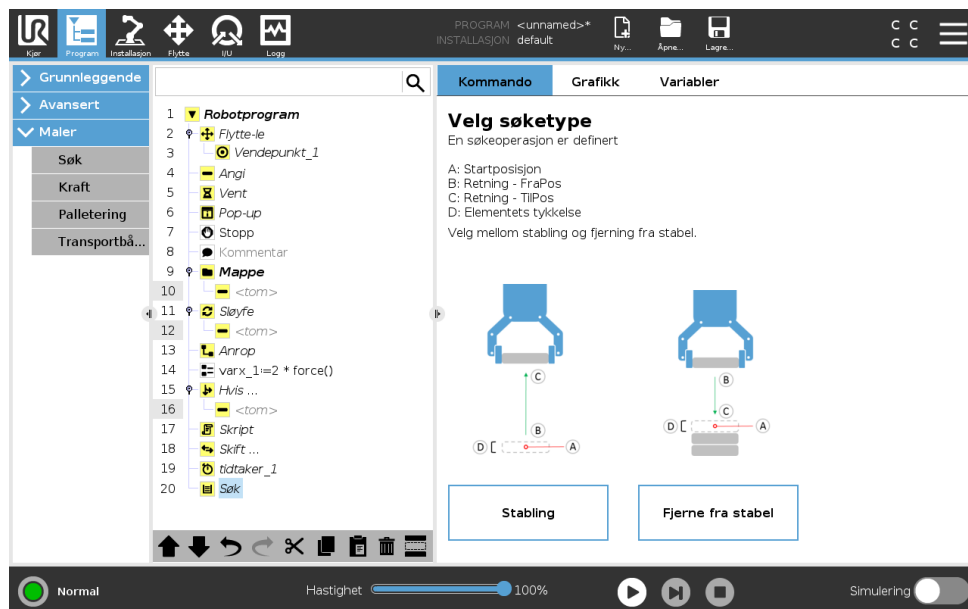 UR
PROGRAM <unnamed>*
INSTALLASJON default
C C
C C
Kjør
Program
Installasjon
Flytte
I/U
Logg
Ny...
Åpne...
Lagre...
Grunnleggende
Avansert
Maler
Søk
Kraft
Palletering
Transportbå...
1 Robotprogram
2 Flytte-le
3 Vendepunkt_1
4 Angi
5 Vent
6 Pop-up
7 Stopp
8 Kommentar
9 Mappe
10 <tom>
11 Sløyfe
12 <tom>
13 Anrop
14 varx_1≔2 * force()
15 Hvis ...
16 <tom>
17 Skript
18 Skift ...
19 tidtaker_1
20 Søk
Kommando
Grafikk
Variabler
Velg søketype
En søkeoperasjon er definert
A: Startposisjon
B: Retning - FraPos
C: Retning - TilPos
D: Elementets tykkelse
Velg mellom stabling og fjerning fra stabel.
C
B
D
A
B
C
D
A
Stabling
Fjerne fra stabel
Normal
Hastighet
100%
Simulering